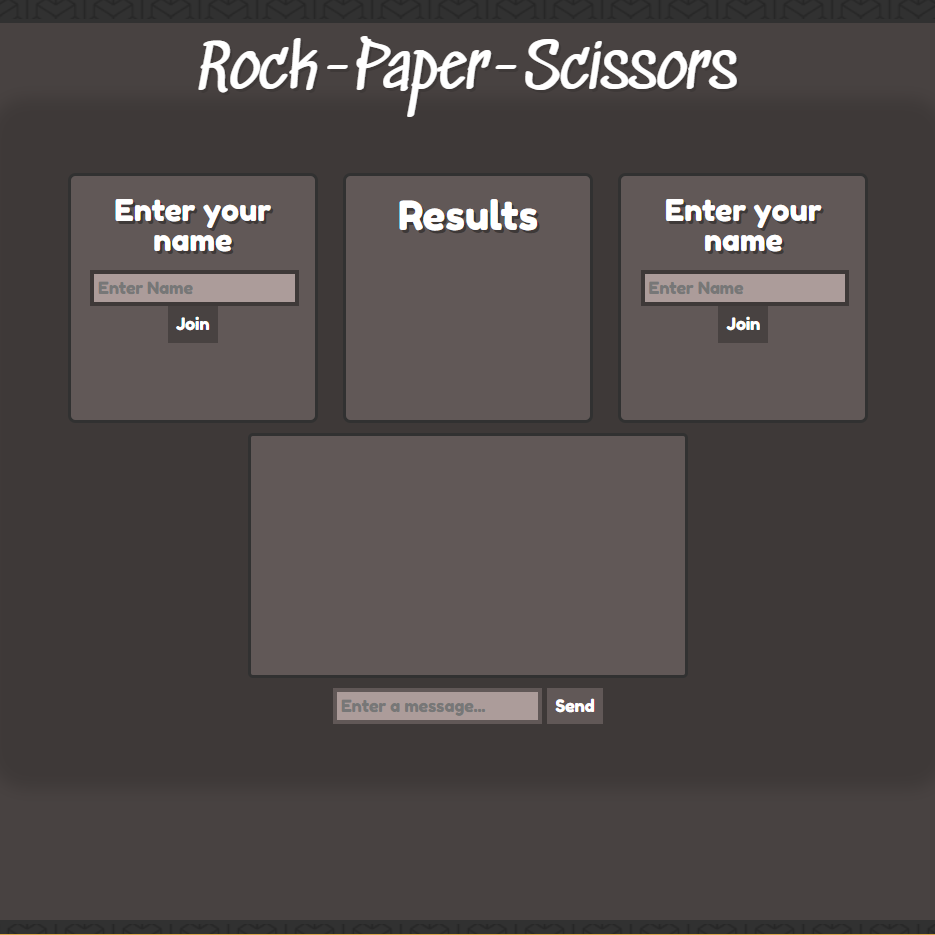 Rock-Paper-Scissors
Enter your
name
Enter Name
Join
Results
Enter your
name
Enter Name
Join
Enter a message...
Send